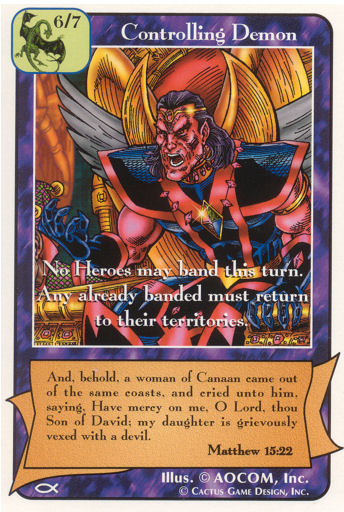 6/7
Controlling Demon
No Heroes may band this turn.
Any already banded must return
to their territories.
And, behold, a woman of Canaan came out
of the same coasts, and cried unto him,
saying, Have mercy on me, O Lord, thou
Son of David; my daughter is grievously
vexed with a devil.
Matthew 15:22
Illus. © AOCOM, Inc.
© Cactus Game Design, Inc.